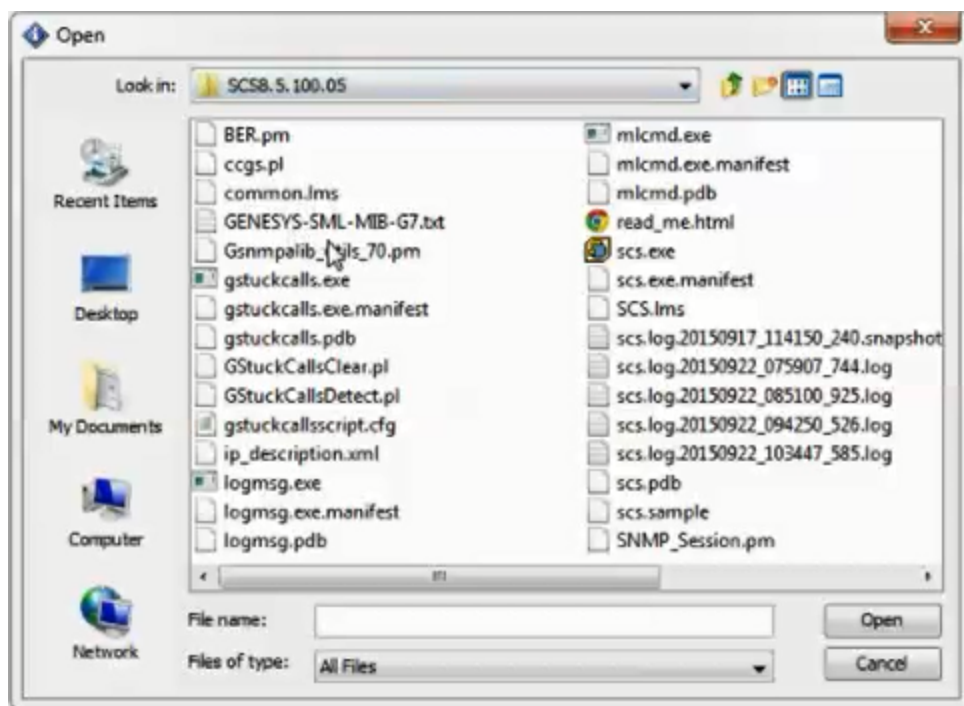 Open
Look in:
SCS8.5.100.05
Recent Items
Desktop
My Documents
Computer
Network
BER.pm
ccgs.pl
common.lms
GENESYS-SML-MIB-G7.txt
Gsnmpalib_ ils_70.pm
gstuckcalls.exe
gstuckcalls.exe.manifest
gstuckcalls.pdb
GStuckCallsClear.pl
GStuckCallsDetect.pl
gstuckcallsscript.cfg
ip_description.xml
logmsg.exe
logmsg.exe.manifest
logmsg.pdb
mlcmd.exe
mlcmd.exe.manifest
mlcmd.pdb
read_me.html
scs.exe
scs.exe.manifest
SCS.lms
scs.log.20150917_114150_240.snapshot
scs.log.20150922_075907_744.log
scs.log.20150922_085100_925.log
scs.log.20150922_094250_526.log
scs.log.20150922_103447_585.log
scs.pdb
scs.sample
SNMP_Session.pm
File name:
Open
Files of type:
All Files
Cancel